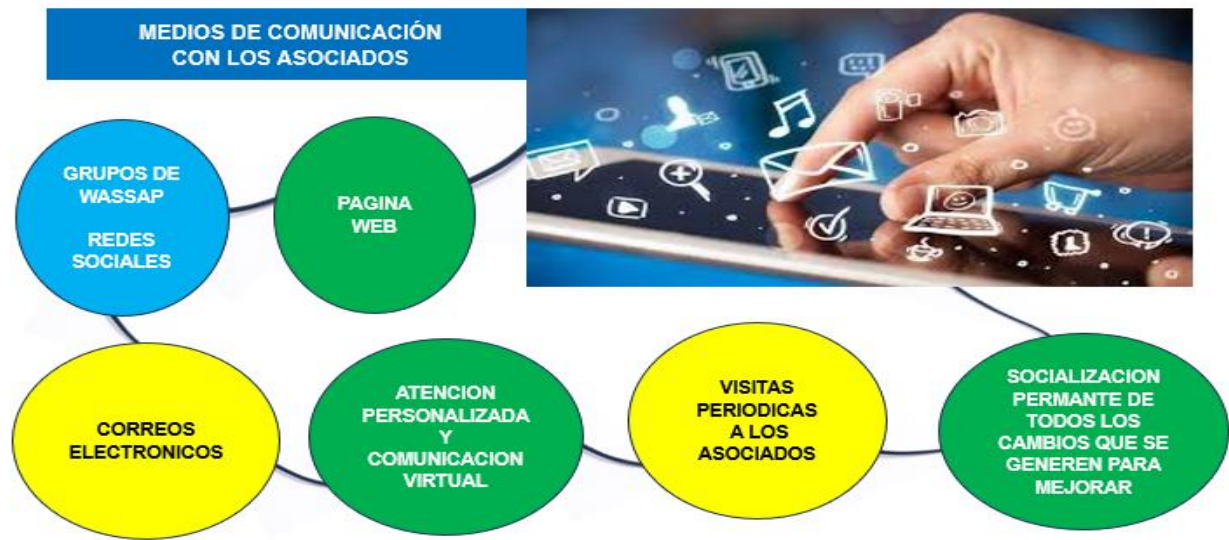 MEDIOS DE COMUNICACIÓN
CON LOS ASOCIADOS
GRUPOS DE
WASSAP
REDES
SOCIALES
PAGINA
WEB
CORREOS
ELECTRONICOS
ATENCION
PERSONALIZADA
Y
COMUNICACION
VIRTUAL
VISITAS
PERIODICAS
A LOS
ASOCIADOS
SOCIALIZACION
PERMANTE DE
TODOS LOS
CAMBIOS QUE SE
GENEREN PARA
MEJORAR